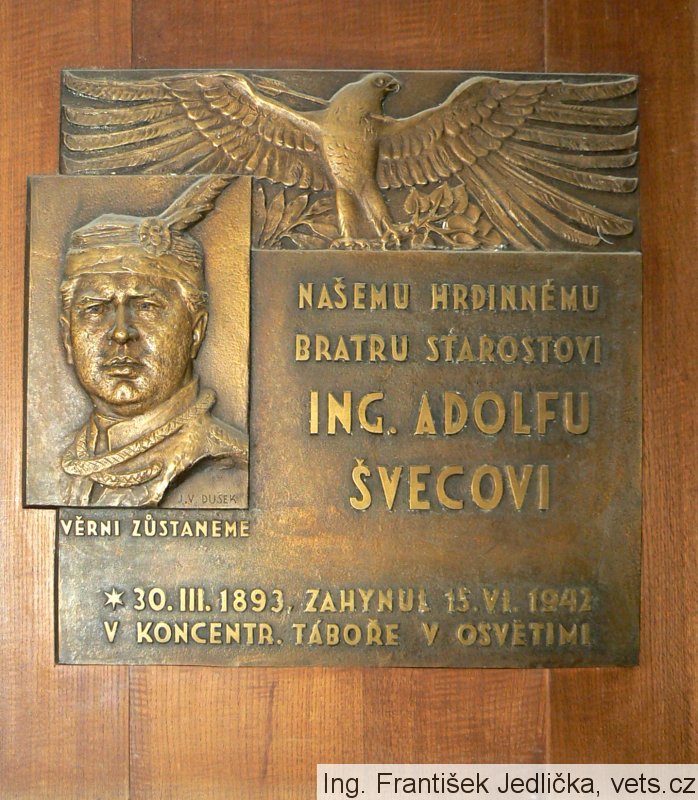 NAŠEMU HRDINNÉMU
BRATRU STAROSTOVI
ING. ADOLFU
ŠVECOVI
J.V. DUŠEK
VĚRNI ZŮSTANEME
* 30. III. 1893, ZAHYNUL 15. VI. 1942
V KONCENTR. TÁBOŘE V OSVĚTIMI
Ing. František Jedlička, vets.cz